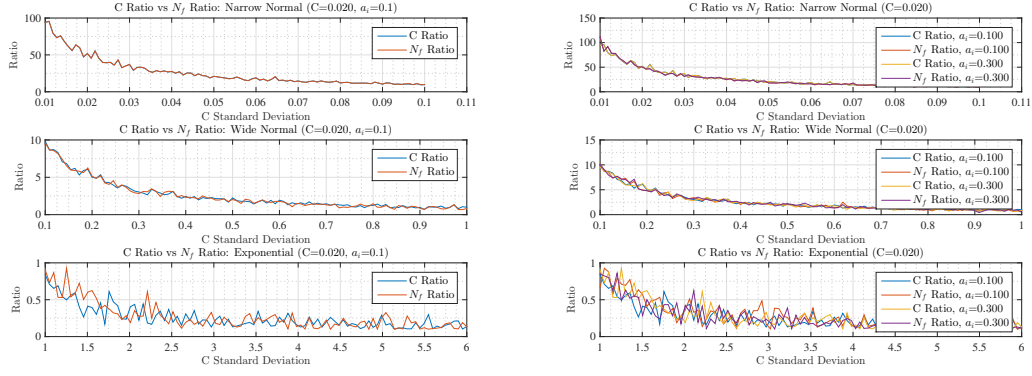 C Ratio vs N_f Ratio: Narrow Normal (C=0.020, a_i=0.1)
100
50
0
Ratio
C Ratio
N_f Ratio
0.01 0.02 0.03 0.04 0.05 0.06 0.07 0.08 0.09 0.1 0.11
C Standard Deviation
C Ratio vs N_f Ratio: Wide Normal (C=0.020, a_i=0.1)
10
5
0
Ratio
C Ratio
N_f Ratio
0.1 0.2 0.3 0.4 0.5 0.6 0.7 0.8 0.9 1
C Standard Deviation
C Ratio vs N_f Ratio: Exponential (C=0.020, a_i=0.1)
1
0.5
0
Ratio
C Ratio
N_f Ratio
1 1.5 2 2.5 3 3.5 4 4.5 5 5.5 6
C Standard Deviation
C Ratio vs N_f Ratio: Narrow Normal (C=0.020)
150
100
50
0
Ratio
C Ratio, a_i=0.100
N_f Ratio, a_i=0.100
C Ratio, a_i=0.300
N_f Ratio, a_i=0.300
0.01 0.02 0.03 0.04 0.05 0.06 0.07 0.08 0.09 0.1 0.11
C Standard Deviation
C Ratio vs N_f Ratio: Wide Normal (C=0.020)
15
10
5
0
Ratio
C Ratio, a_i=0.100
N_f Ratio, a_i=0.100
C Ratio, a_i=0.300
N_f Ratio, a_i=0.300
0.1 0.2 0.3 0.4 0.5 0.6 0.7 0.8 0.9 1
C Standard Deviation
C Ratio vs N_f Ratio: Exponential (C=0.020)
1
0.5
0
Ratio
C Ratio, a_i=0.100
N_f Ratio, a_i=0.100
C Ratio, a_i=0.300
N_f Ratio, a_i=0.300
1 1.5 2 2.5 3 3.5 4 4.5 5 5.5 6
C Standard Deviation